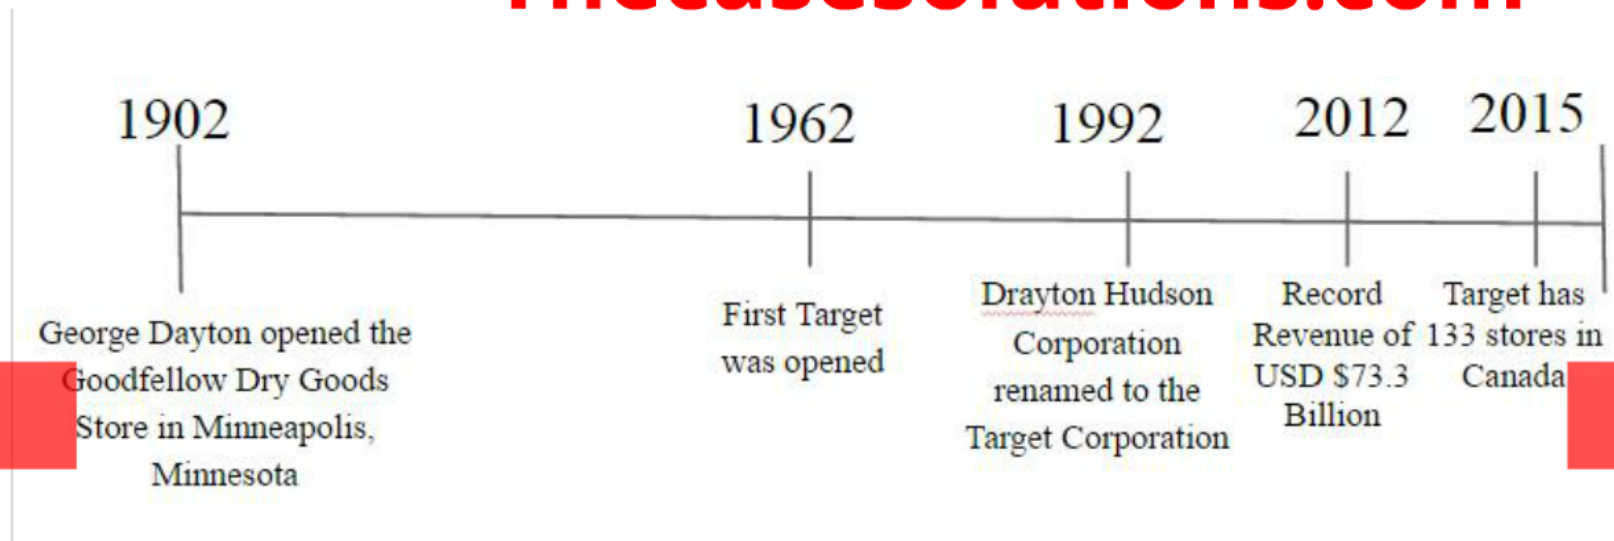 Thecasesolutions.com
1902
1962
1992
2012
2015
George Dayton opened the
Goodfellow Dry Goods
Store in Minneapolis,
Minnesota
First Target
was opened
Drayton Hudson
Corporation
renamed to the
Target Corporation
Record
Revenue of
USD $73.3
Billion
Target has
133 stores in
Canada